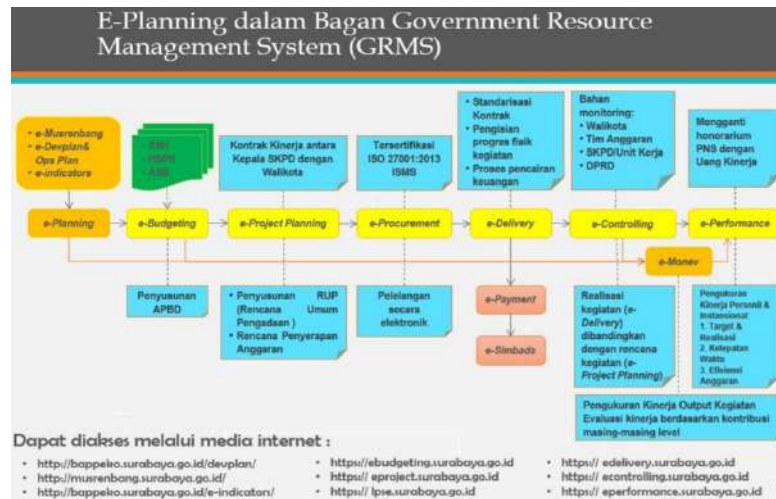 E-Planning dalam Bagan Government Resource
Management System (GRMS)
• e-Musrenbang
• e-Devplan&
Ops Plan
• e-indicators
• HSPK
• ASB
Kontrak Kinerja antara
Kepala SKPD dengan
Walikota
Tersertifikasi
ISO 27001:2013
ISMS
• Standarisasi
Kontrak
• Pengisian
progres fisik
kegiatan
• Proses pencairan
keuangan
Bahan
monitoring:
• Walikota
• Tim Anggaran
• SKPD/Unit Kerja
• DPRD
Mengganti
honorarium
PNS dengan
Uang Kinerja
e-Planning
e-Budgeting
e-Project Planning
e-Procurement
e-Delivery
e-Controlling
e-Performance
e-Monev
Penyusunan
APBD
• Penyusunan RUP
(Rencana Umum
Pengadaan )
• Rencana Penyerapan
Anggaran
Pelelangan
secara
elektronik
e-Payment
e-Simbada
Realisasi
kegiatan (e-
Delivery)
dibandingkan
dengan rencana
kegiatan (e-
Project Planning)
Pengukuran
Kinerja Personil &
Instansional:
1. Target &
Realisasi
2. Ketepatan
Waktu
3. Efisiensi
Anggaran
Pengukuran Kinerja Output Kegiatan
Evaluasi kinerja berdasarkan kontribusi
masing-masing level
Dapat diakses melalui media internet :
• http://bappeko.surabaya.go.id/devplan/
• http://musrenbang.surabaya.go.id/
• http://bappeko.surabaya.go.id/e-indicators/
• https://ebudgeting.surabaya.go.id
• https:// eproject.surabaya.go.id
• https:// lpse.surabaya.go.id
• https:// edelivery.surabaya.go.id
• https:// econtrolling.surabaya.go.id
• https:// eperformance.surabaya.go.id